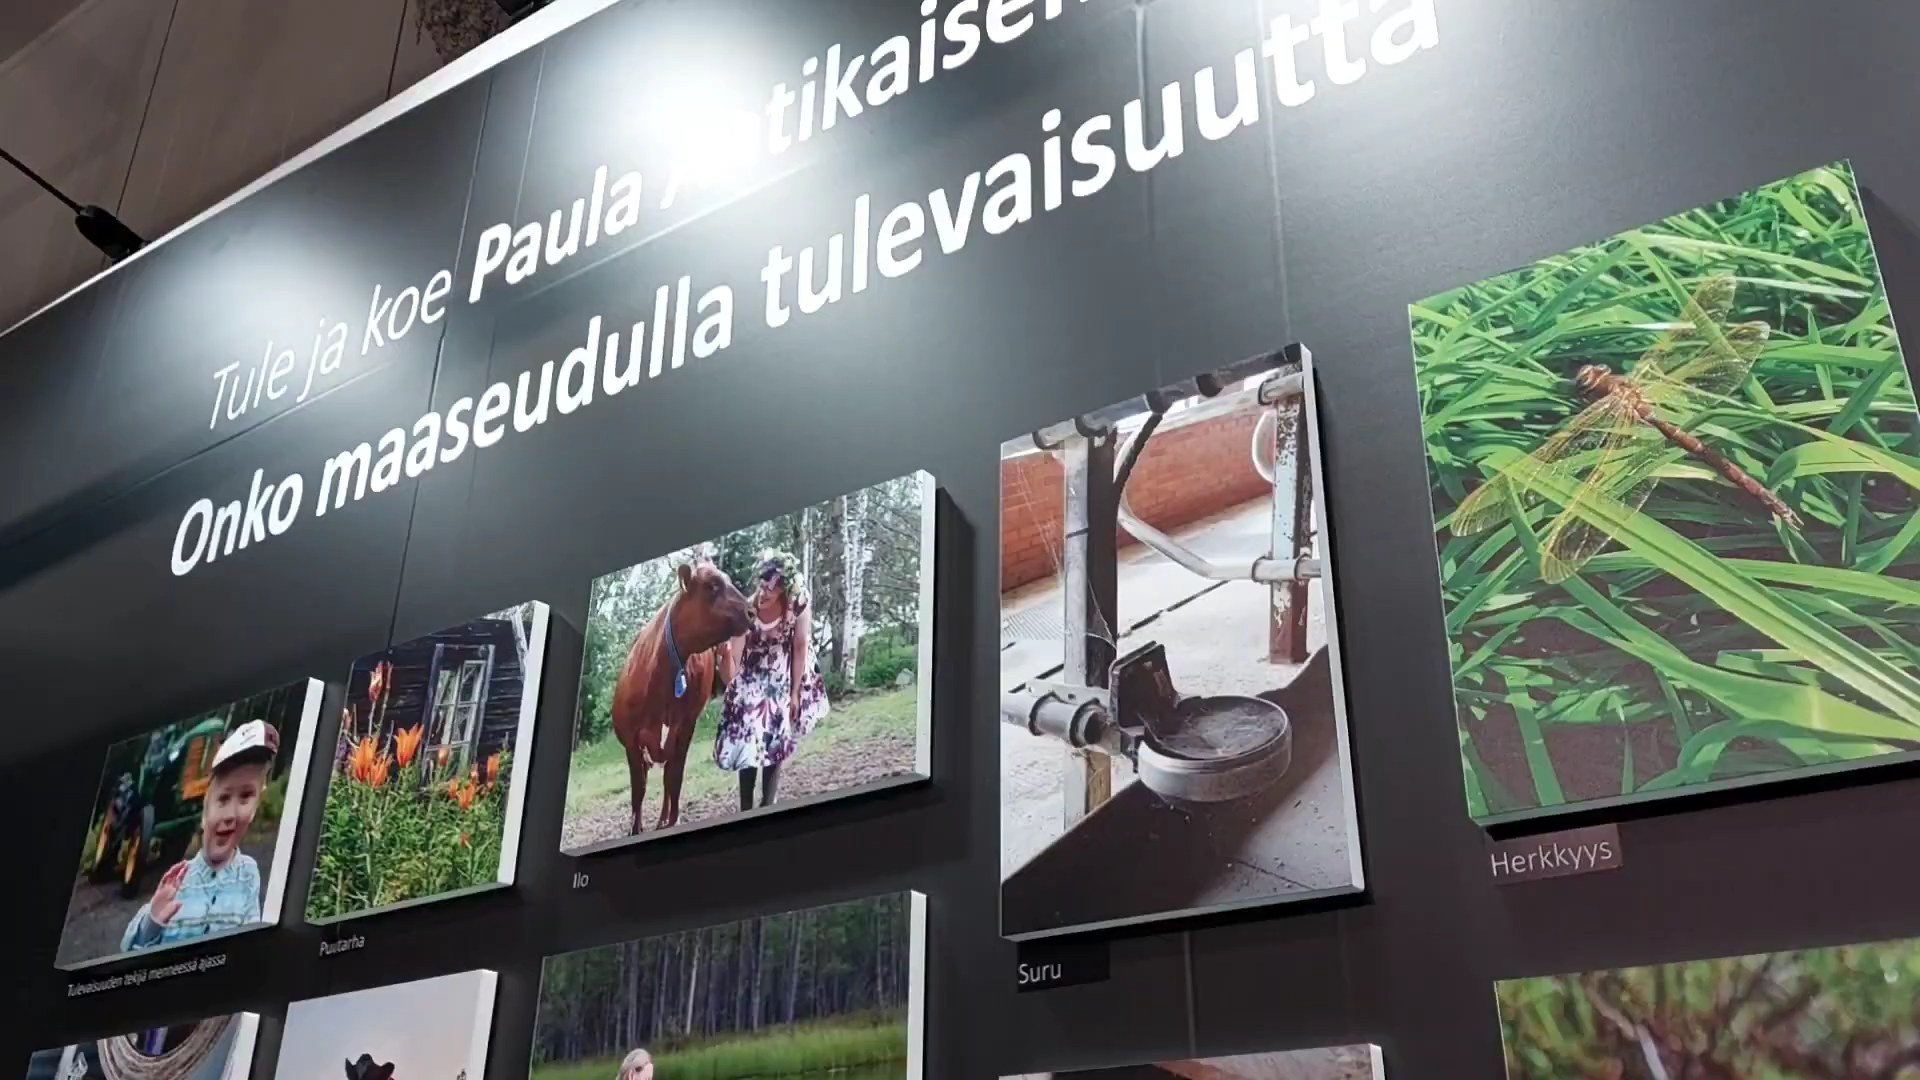 Tule ja koe Paula
Onko maaseudulla tulevaisuutta
Herkkyys
Ilo
Puutarha
Tulevaisuuden tekijä menneessä ajassa
Suru